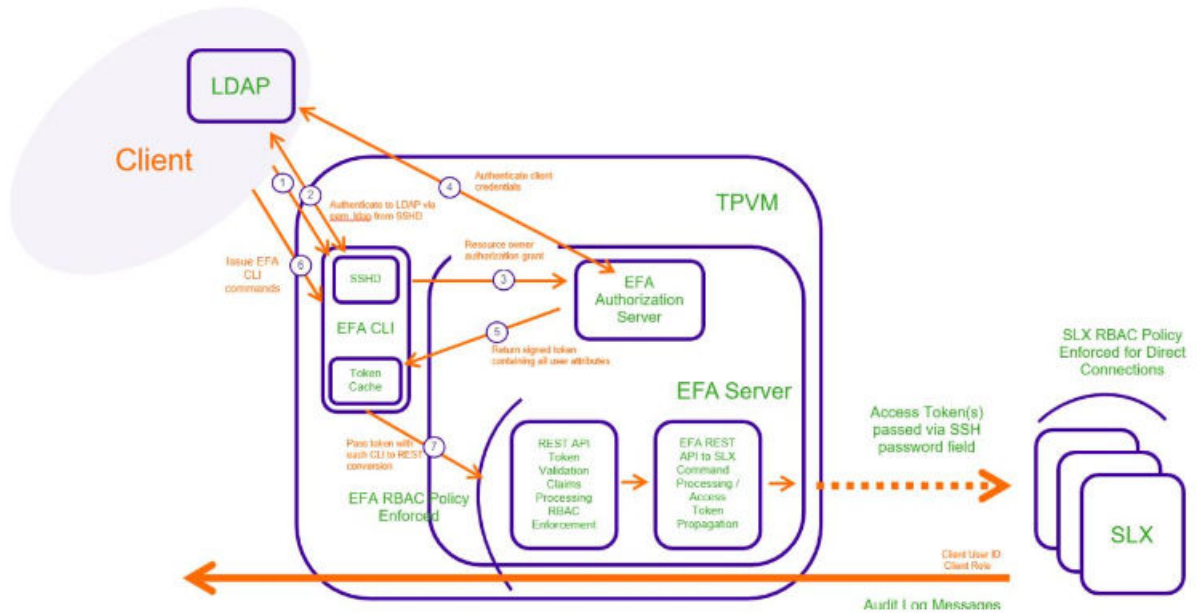 LDAP
Client
1
2
Authenticate to LDAP via
pam_ldap from SSHD
4
Authenticate client
credentials
TPVM
Issue EFA
CLI
commands
6
SSHD
EFA CLI
Token
Cache
Resource owner
authorization grant
3
EFA
Authorization
Server
5
Return signed token
containing all user attributes
EFA Server
Pass token with
each CLI to REST
conversion
7
EFA RBAC Policy
Enforced
REST API
Token
Validation
Claims
Processing
RBAC
Enforcement
EFA REST
API to SLX
Command
Processing /
Access
Token
Propagation
Access Token(s)
passed via SSH
password field
SLX RBAC Policy
Enforced for Direct
Connections
SLX
Client User ID
Client Role
Audit Log Messages